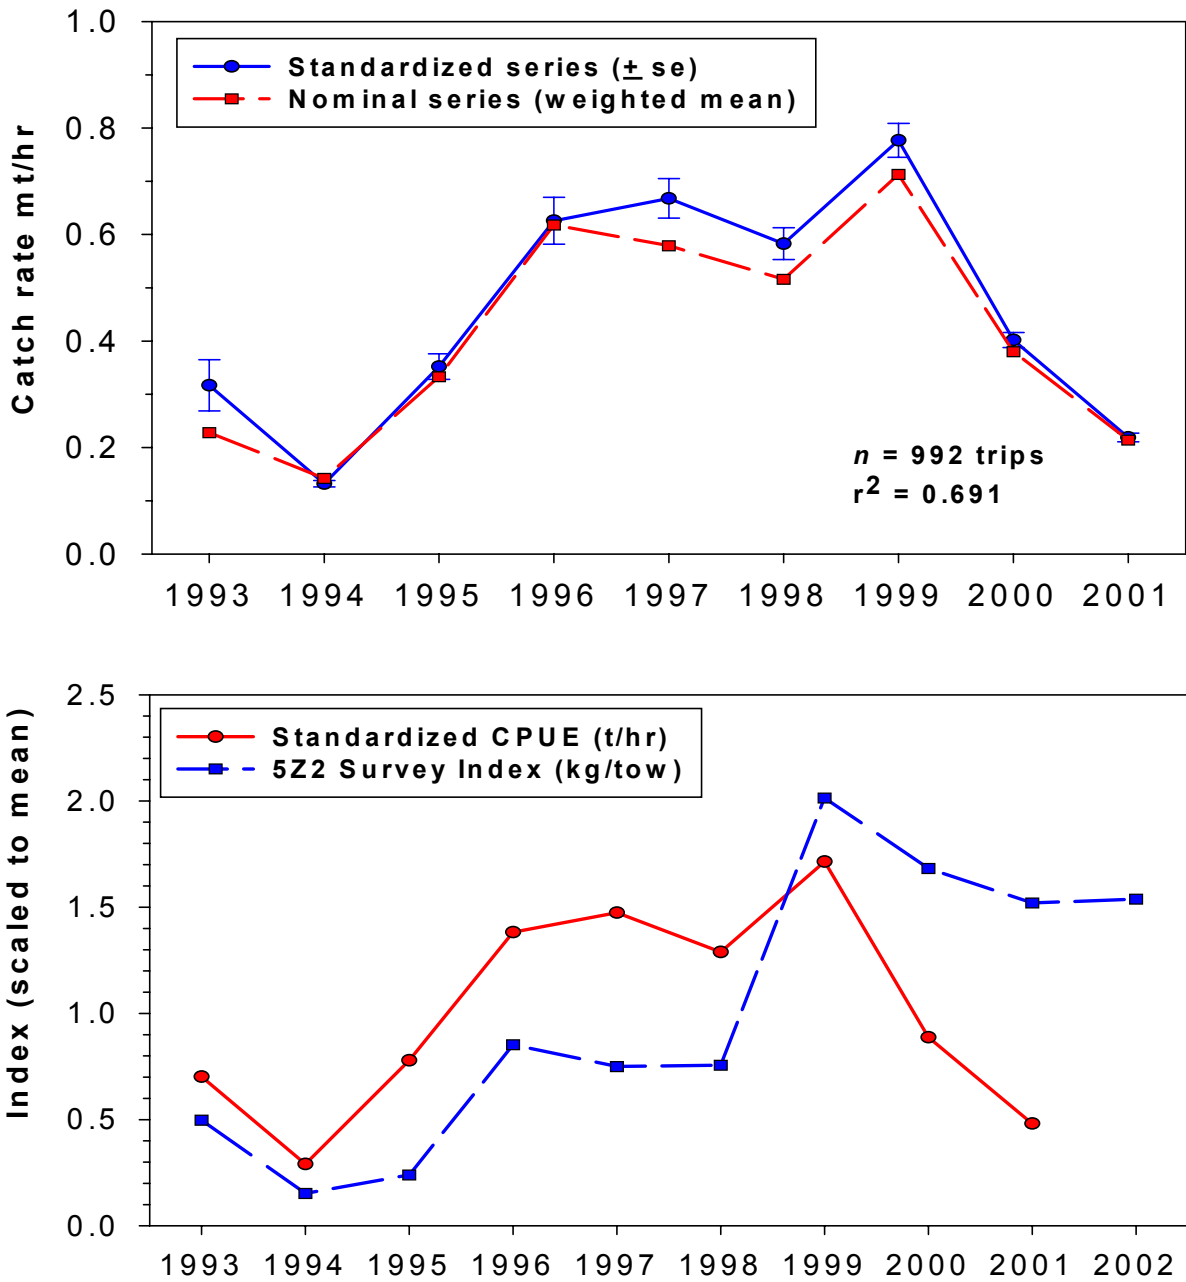 Catch rate mt/hr
1.0
0.8
0.6
0.4
0.2
0.0
Standardized series (± se)
Nominal series (weighted mean)
n = 992 trips
r² = 0.691
1993 1994 1995 1996 1997 1998 1999 2000 2001
Index (scaled to mean)
2.5
2.0
1.5
1.0
0.5
0.0
Standardized CPUE (t/hr)
5Z2 Survey Index (kg/tow)
1993 1994 1995 1996 1997 1998 1999 2000 2001 2002